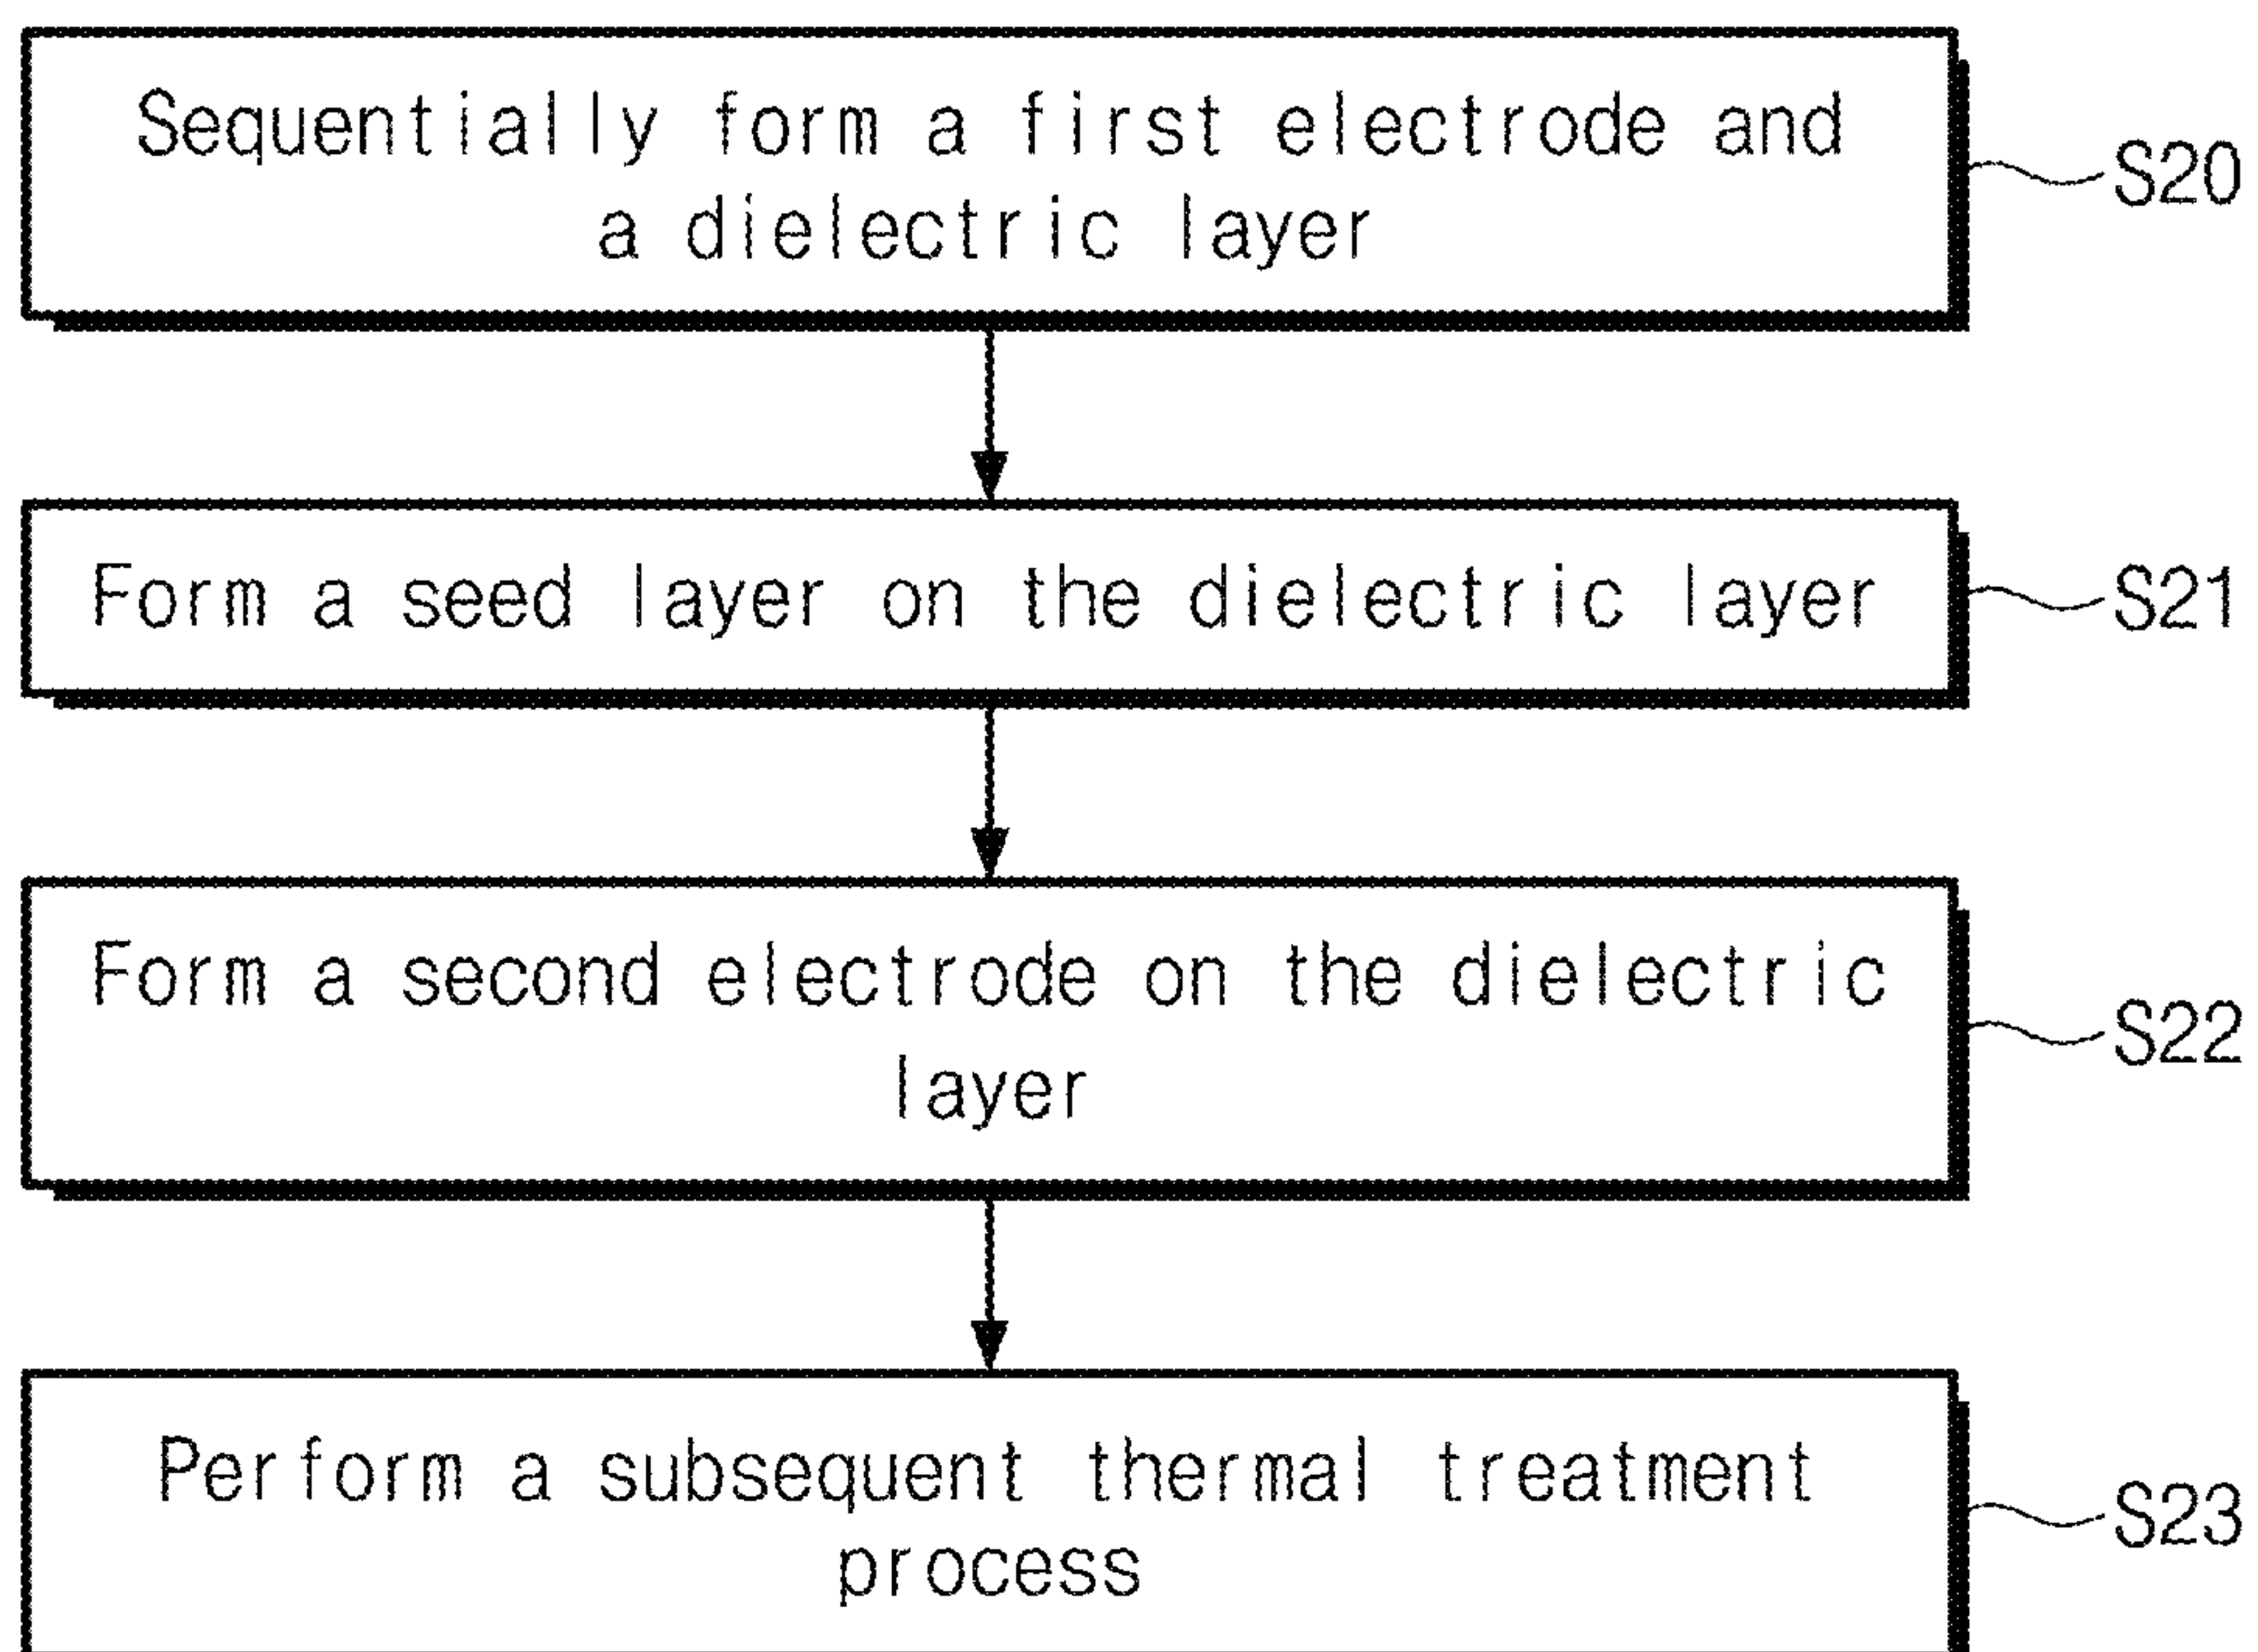 Sequentially form a first electrode and
a dielectric layer
S20
Form a seed layer on the dielectric layer
S21
Form a second electrode on the dielectric
layer
S22
Perform a subsequent thermal treatment
process
S23